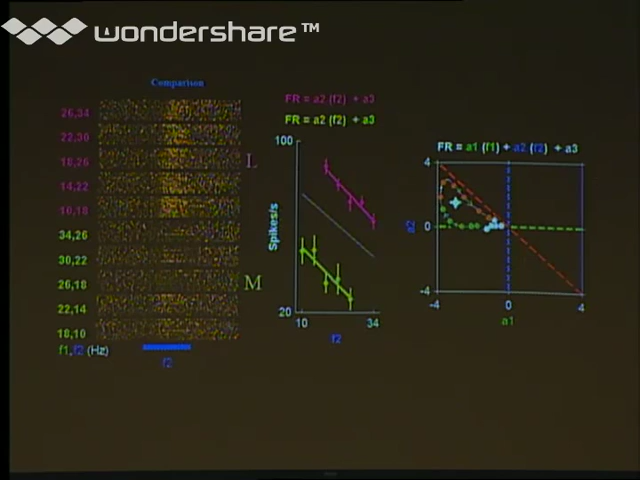 wondershare™
Comparison
26,34
22,30
18,26
14,22
10,18
34,26
30,22
26,18
22,14
18,10
f1,f2 (Hz)
f2
L
M
FR = a2 (f2) + a3
FR = a2 (f2) + a3
100
Spikes/s
20
10
34
f2
FR = a1 (f1) + a2 (f2) + a3
4
a2
0
-4
-4
0
4
a1